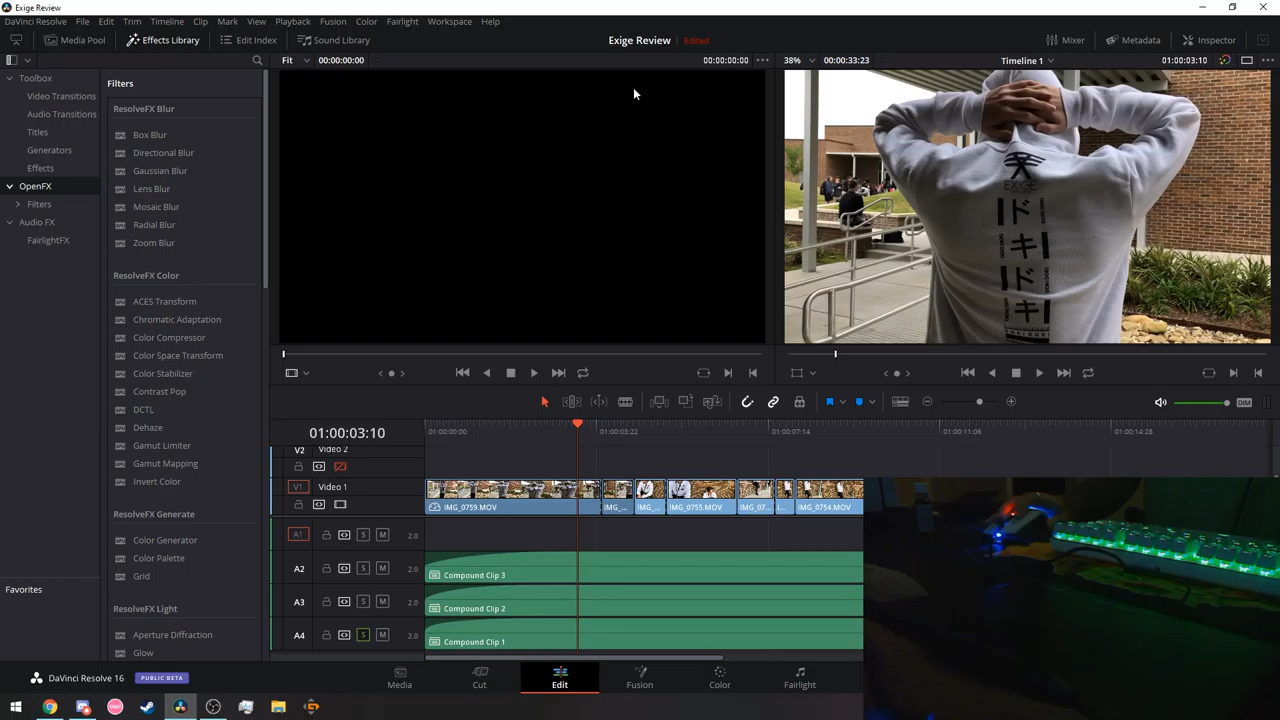 Exige Review
DaVinci Resolve File Edit Trim Timeline Clip Mark View Playback Fusion Color Fairlight Workspace Help
Media Pool Effects Library Edit Index Sound Library Exige Review Edited Mixer Metadata Inspector
Fit 00:00:00:00 00:00:00:00 38% 00:00:33:23 Timeline 1 01:00:03:10
Toolbox
Video Transitions
Audio Transitions
Titles
Generators
Effects
OpenFX
Filters
Audio FX
FairlightFX
Favorites
Filters
ResolveFX Blur
Box Blur
Directional Blur
Gaussian Blur
Lens Blur
Mosaic Blur
Radial Blur
Zoom Blur
ResolveFX Color
ACES Transform
Chromatic Adaptation
Color Compressor
Color Space Transform
Color Stabilizer
Contrast Pop
DCTL
Dehaze
Gamut Limiter
Gamut Mapping
Invert Color
ResolveFX Generate
Color Generator
Color Palette
Grid
ResolveFX Light
Aperture Diffraction
Glow
EXIGE
ド
キ
ド
キ
DIM
01:00:03:10
01:00:00:00 01:00:03:22 01:00:07:14 01:00:11:06 01:00:14:28
V2 Video 2
V1 Video 1
IMG_0759.MOV IMG_... IMG_... IMG_0755.MOV IMG_07... I... IMG_0754.MOV
A1 S M 2.0
A2 S M 2.0 Compound Clip 3
A3 S M 2.0 Compound Clip 2
A4 S M 2.0 Compound Clip 1
DaVinci Resolve 16 PUBLIC BETA
Media Cut Edit Fusion Color Fairlight